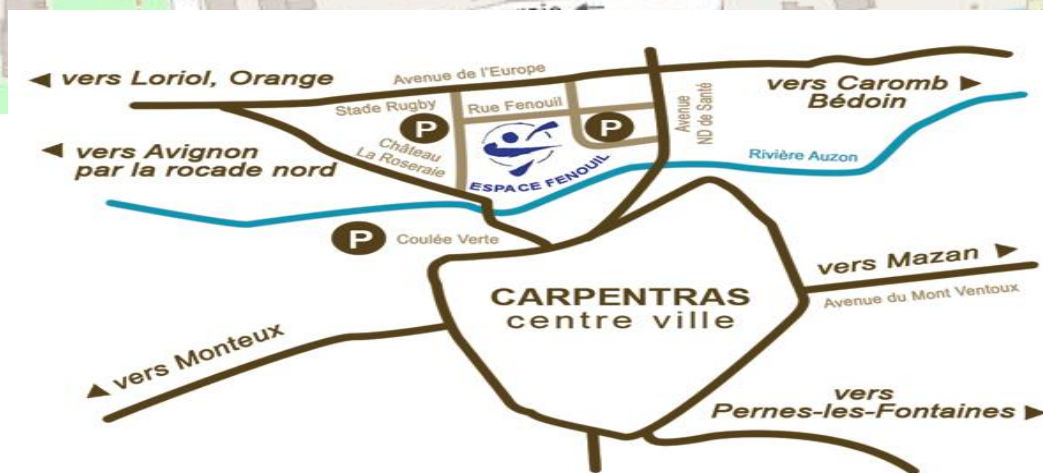 vers Loriol, Orange
Avenue de l'Europe
vers Caromb
Bédoin
Stade Rugby
Rue Fenouil
P
P
Avenue
ND de Santé
Château
La Roseraie
vers Avignon
par la rocade nord
ESPACE FENOUIL
Rivière Auzon
P
Coulée Verte
CARPENTRAS
centre ville
vers Mazan
Avenue du Mont Ventoux
vers Monteux
vers
Pernes-les-Fontaines